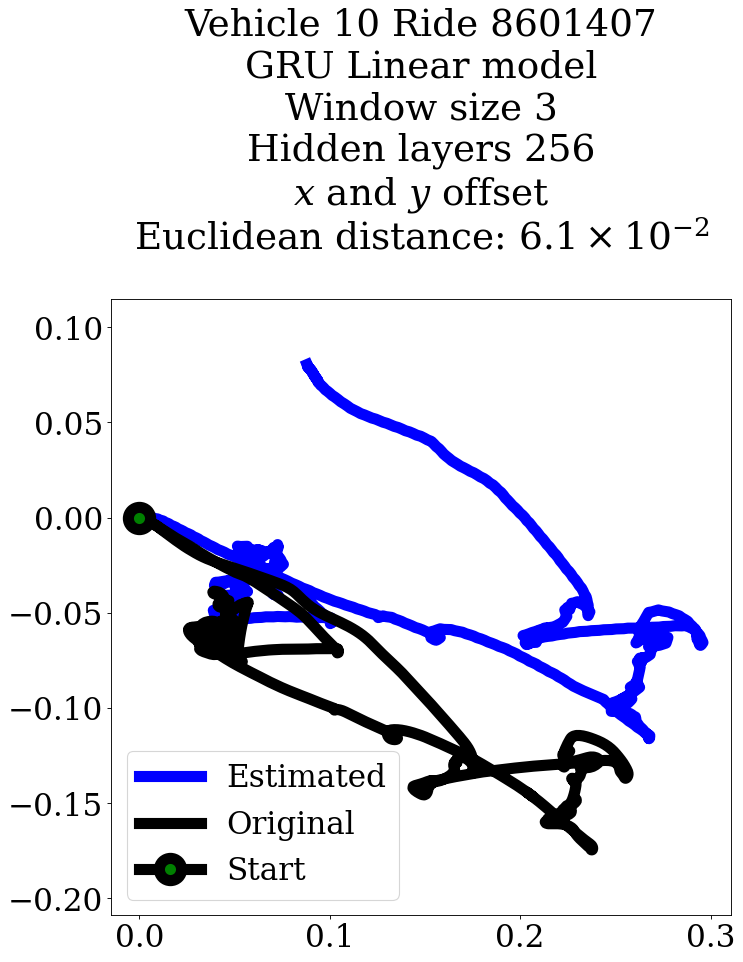 Vehicle 10 Ride 8601407
GRU Linear model
Window size 3
Hidden layers 256
x and y offset
Euclidean distance: 6.1 × 10⁻²
0.10
0.05
0.00
−0.05
−0.10
−0.15
−0.20
Estimated
Original
Start
0.0 0.1 0.2 0.3